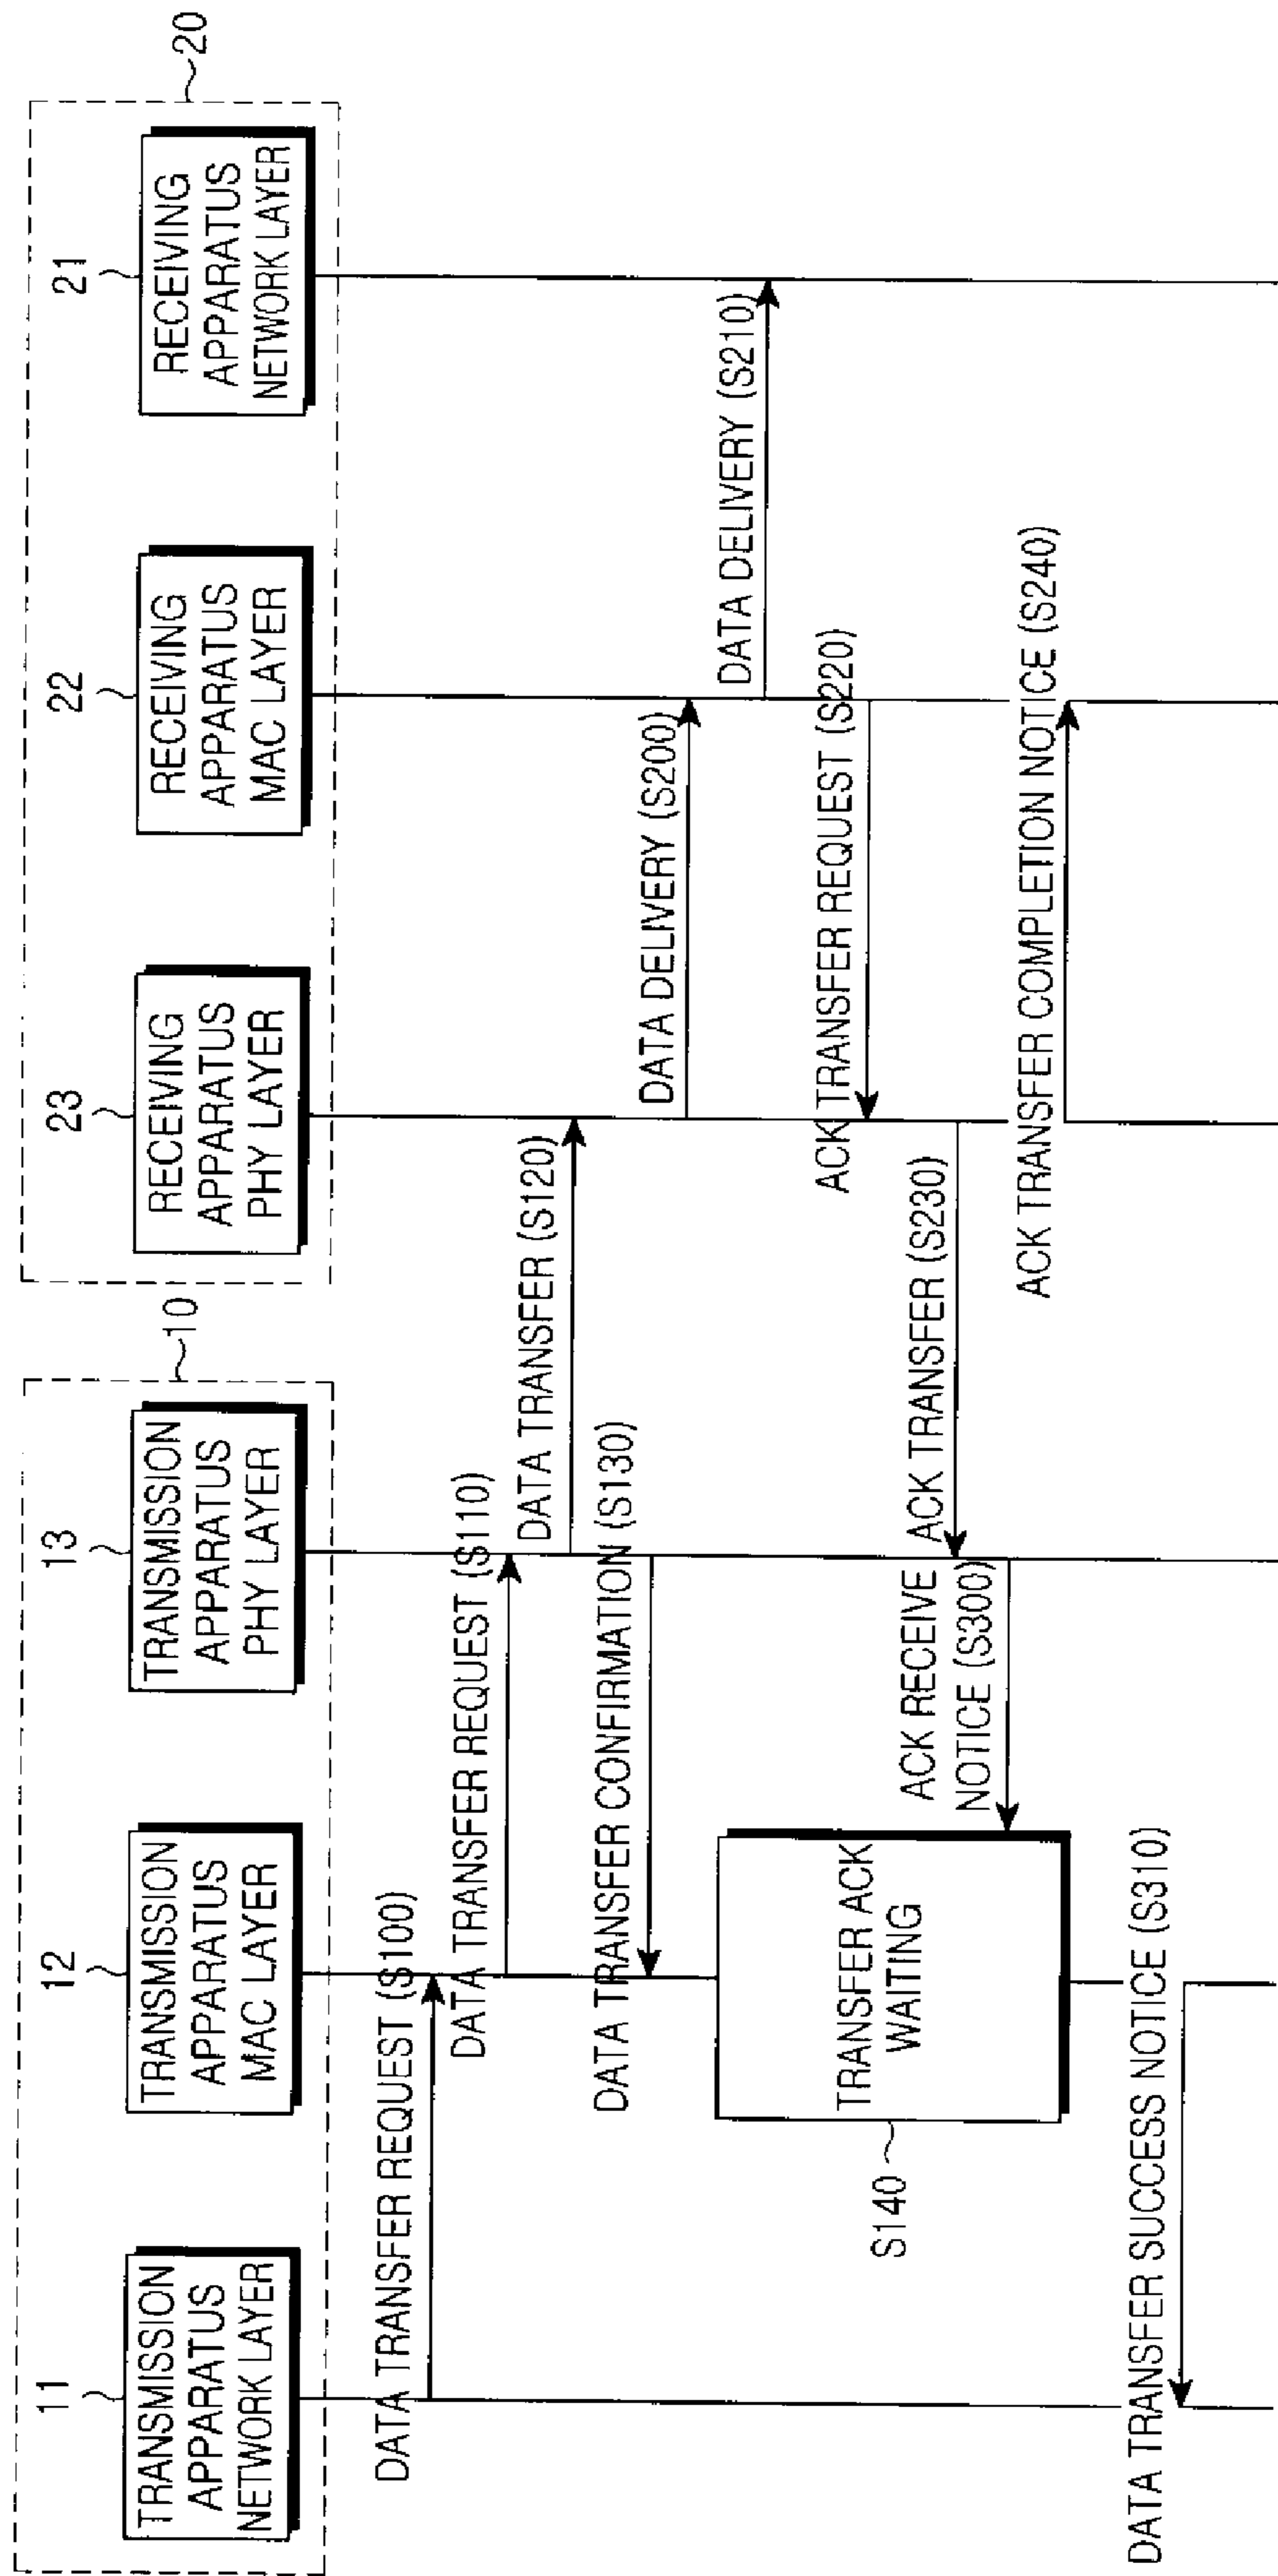 10
20
11
TRANSMISSION
APPARATUS
NETWORK LAYER
12
TRANSMISSION
APPARATUS
MAC LAYER
13
TRANSMISSION
APPARATUS
PHY LAYER
23
RECEIVING
APPARATUS
PHY LAYER
22
RECEIVING
APPARATUS
MAC LAYER
21
RECEIVING
APPARATUS
NETWORK LAYER
DATA TRANSFER REQUEST (S100)
DATA TRANSFER REQUEST (S110)
DATA TRANSFER (S120)
DATA TRANSFER CONFIRMATION (S130)
DATA DELIVERY (S200)
DATA DELIVERY (S210)
S140
TRANSFER ACK
WAITING
ACK TRANSFER REQUEST (S220)
ACK TRANSFER (S230)
ACK RECEIVE
NOTICE (S300)
ACK TRANSFER COMPLETION NOTICE (S240)
DATA TRANSFER SUCCESS NOTICE (S310)